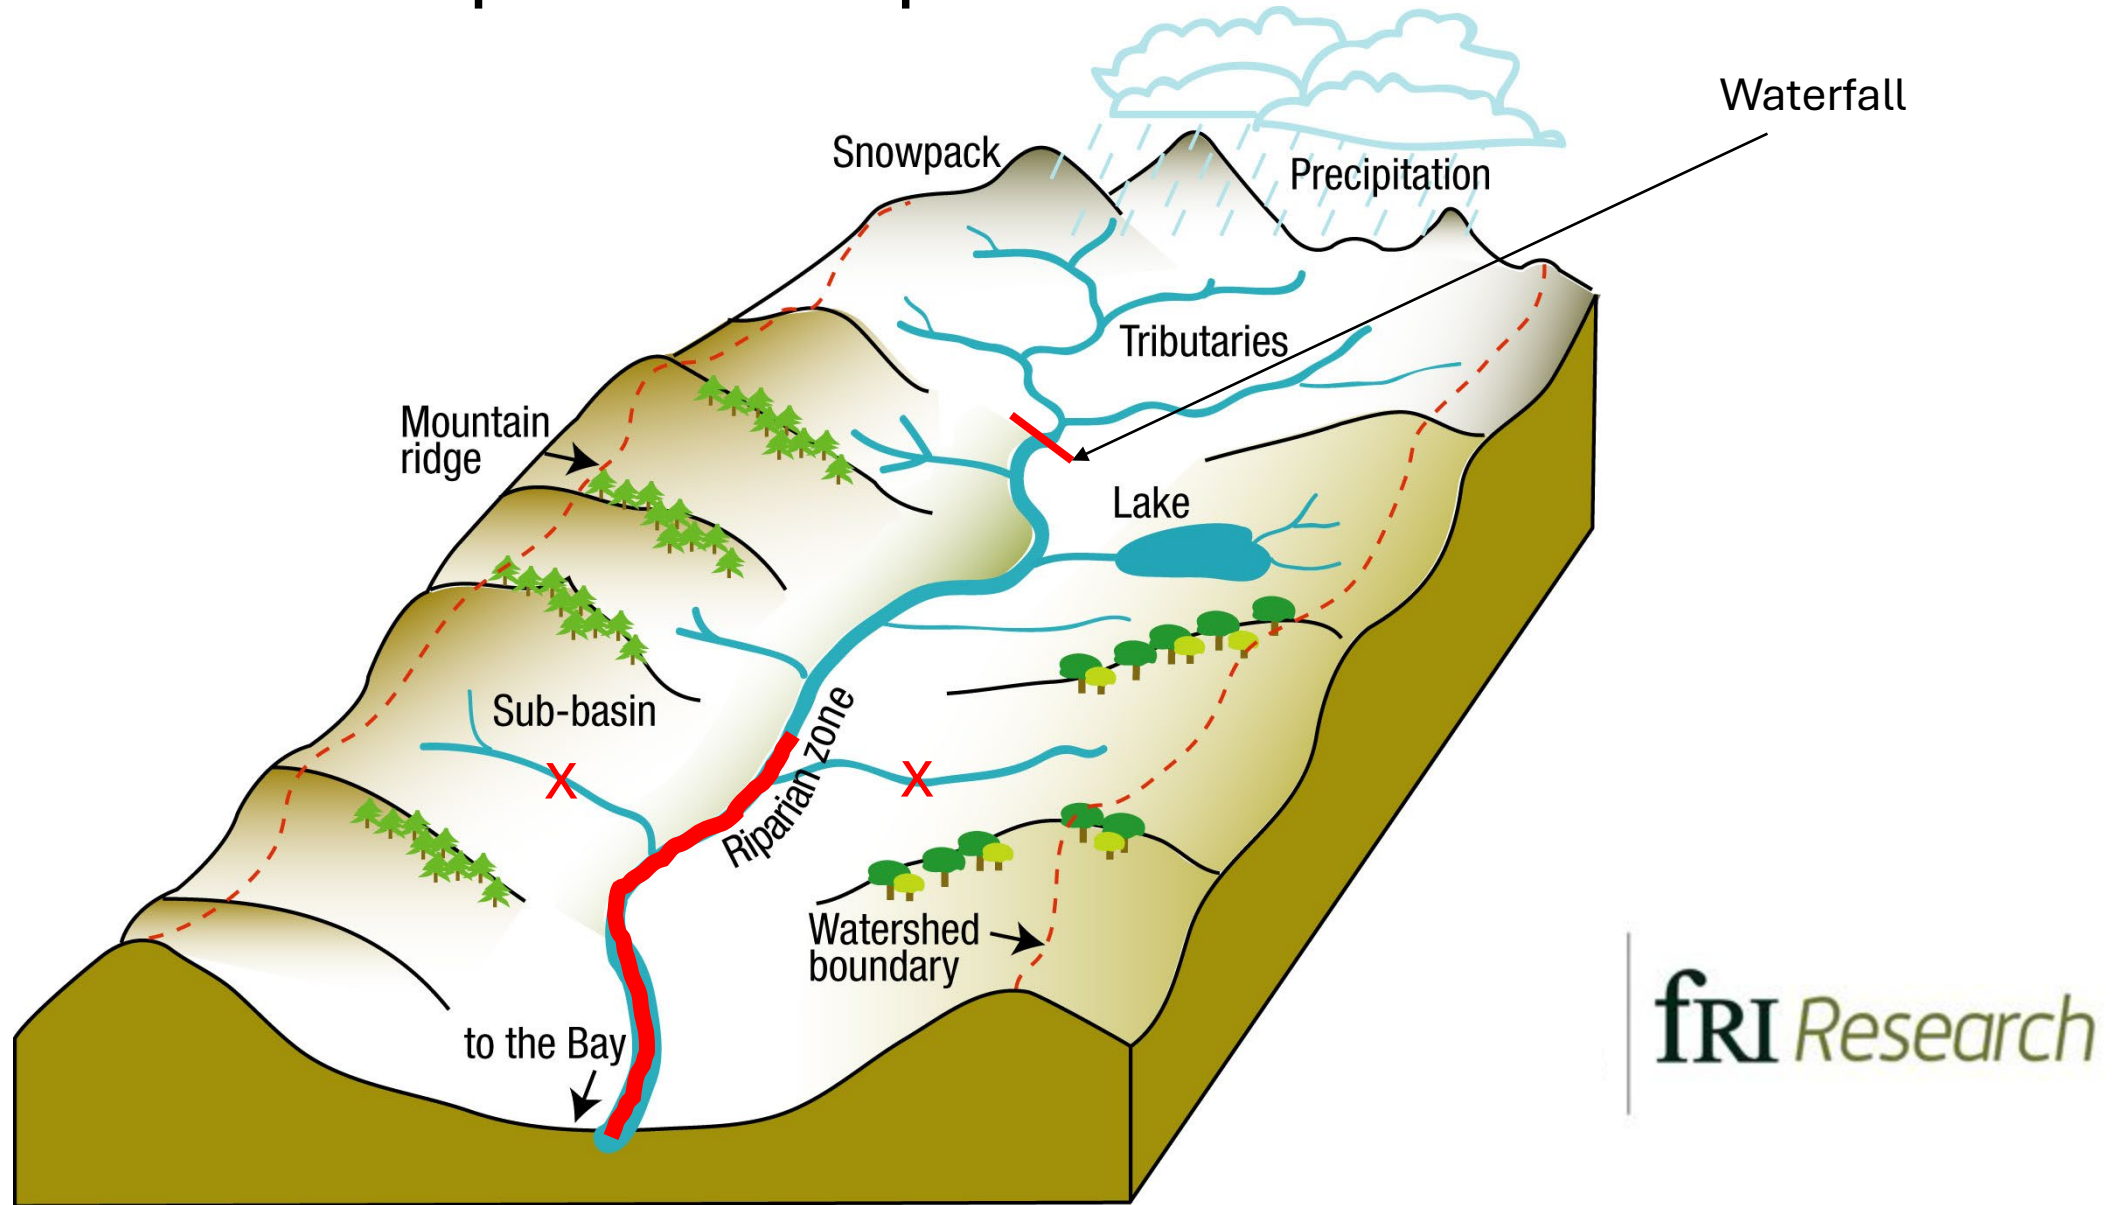 Waterfall
Snowpack
Precipitation
Tributaries
Mountain
ridge
Lake
Sub-basin
X
X
Riparian zone
Watershed
boundary
to the Bay
fRI Research